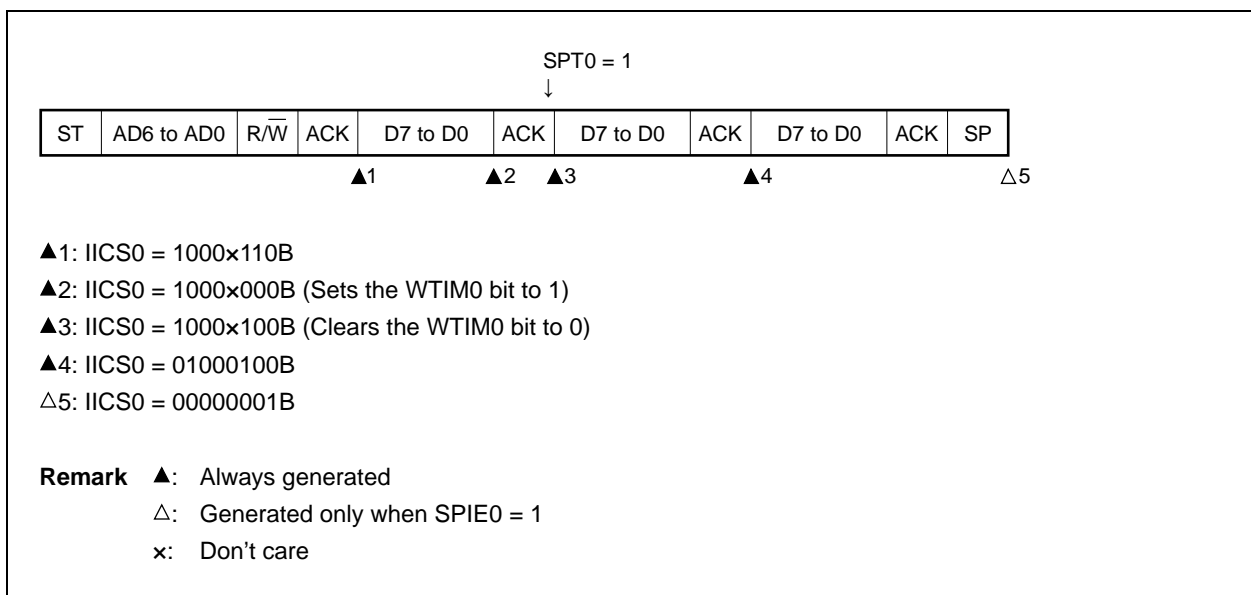 SPT0 = 1
↓
ST AD6 to AD0 R/W̅ ACK D7 to D0 ACK D7 to D0 ACK D7 to D0 ACK SP
▲1 ▲2 ▲3 ▲4 △5
▲1: IICS0 = 1000×110B
▲2: IICS0 = 1000×000B (Sets the WTIM0 bit to 1)
▲3: IICS0 = 1000×100B (Clears the WTIM0 bit to 0)
▲4: IICS0 = 01000100B
△5: IICS0 = 00000001B
Remark ▲: Always generated
△: Generated only when SPIE0 = 1
×: Don't care